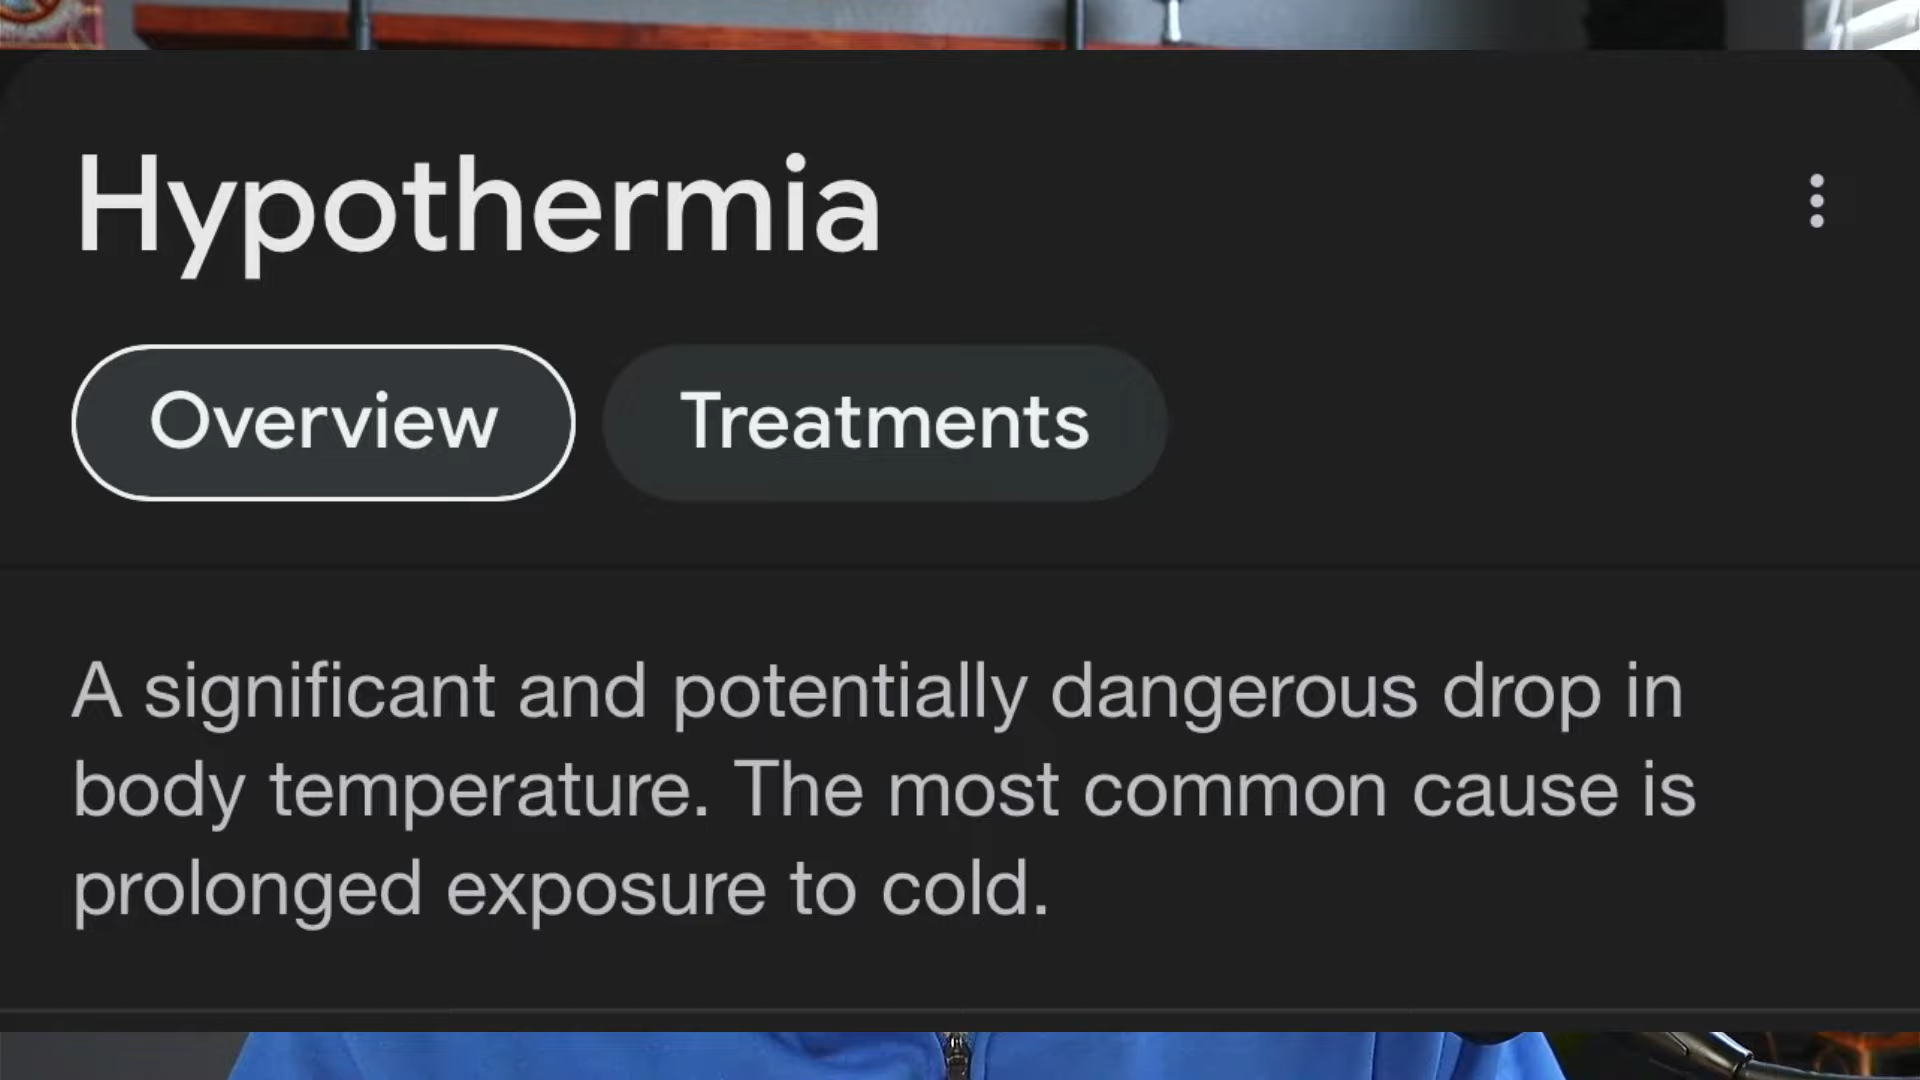 Hypothermia
Overview
Treatments
A significant and potentially dangerous drop in
body temperature. The most common cause is
prolonged exposure to cold.